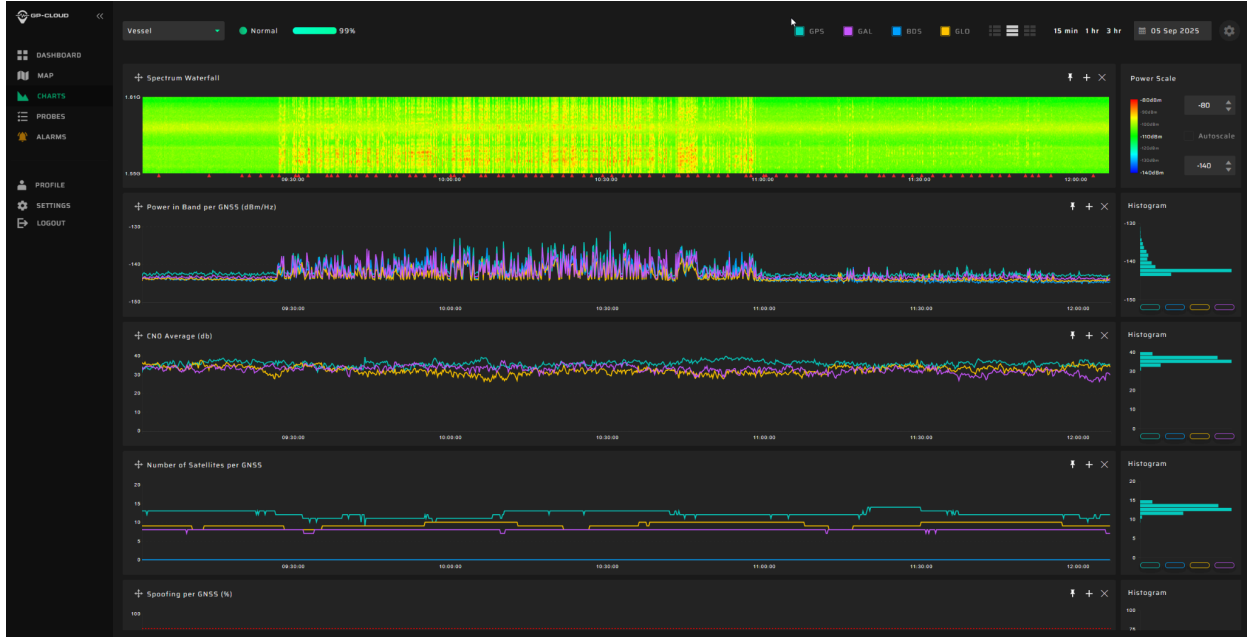 GP-CLOUD «
Vessel Normal 99% GPS GAL BDS GLO 15 min 1 hr 3 hr 05 Sep 2025
DASHBOARD
MAP
CHARTS
PROBES
ALARMS
PROFILE
SETTINGS
LOGOUT
Spectrum Waterfall
1.61G
1.55G
09:30:00 10:00:00 10:30:00 11:00:00 11:30:00 12:00:00
Power Scale
-80dBm
-110dBm
-140dBm
-80
Autoscale
-140
Power in Band per GNSS (dBm/Hz)
-130
-140
-150
09:30:00 10:00:00 10:30:00 11:00:00 11:30:00 12:00:00
Histogram
-130
-140
-150
CN0 Average (db)
40
30
20
10
0
09:30:00 10:00:00 10:30:00 11:00:00 11:30:00 12:00:00
Histogram
40
30
20
10
0
Number of Satellites per GNSS
20
15
10
5
0
09:30:00 10:00:00 10:30:00 11:00:00 11:30:00 12:00:00
Histogram
20
15
10
5
0
Spoofing per GNSS (%)
100
Histogram
100
75